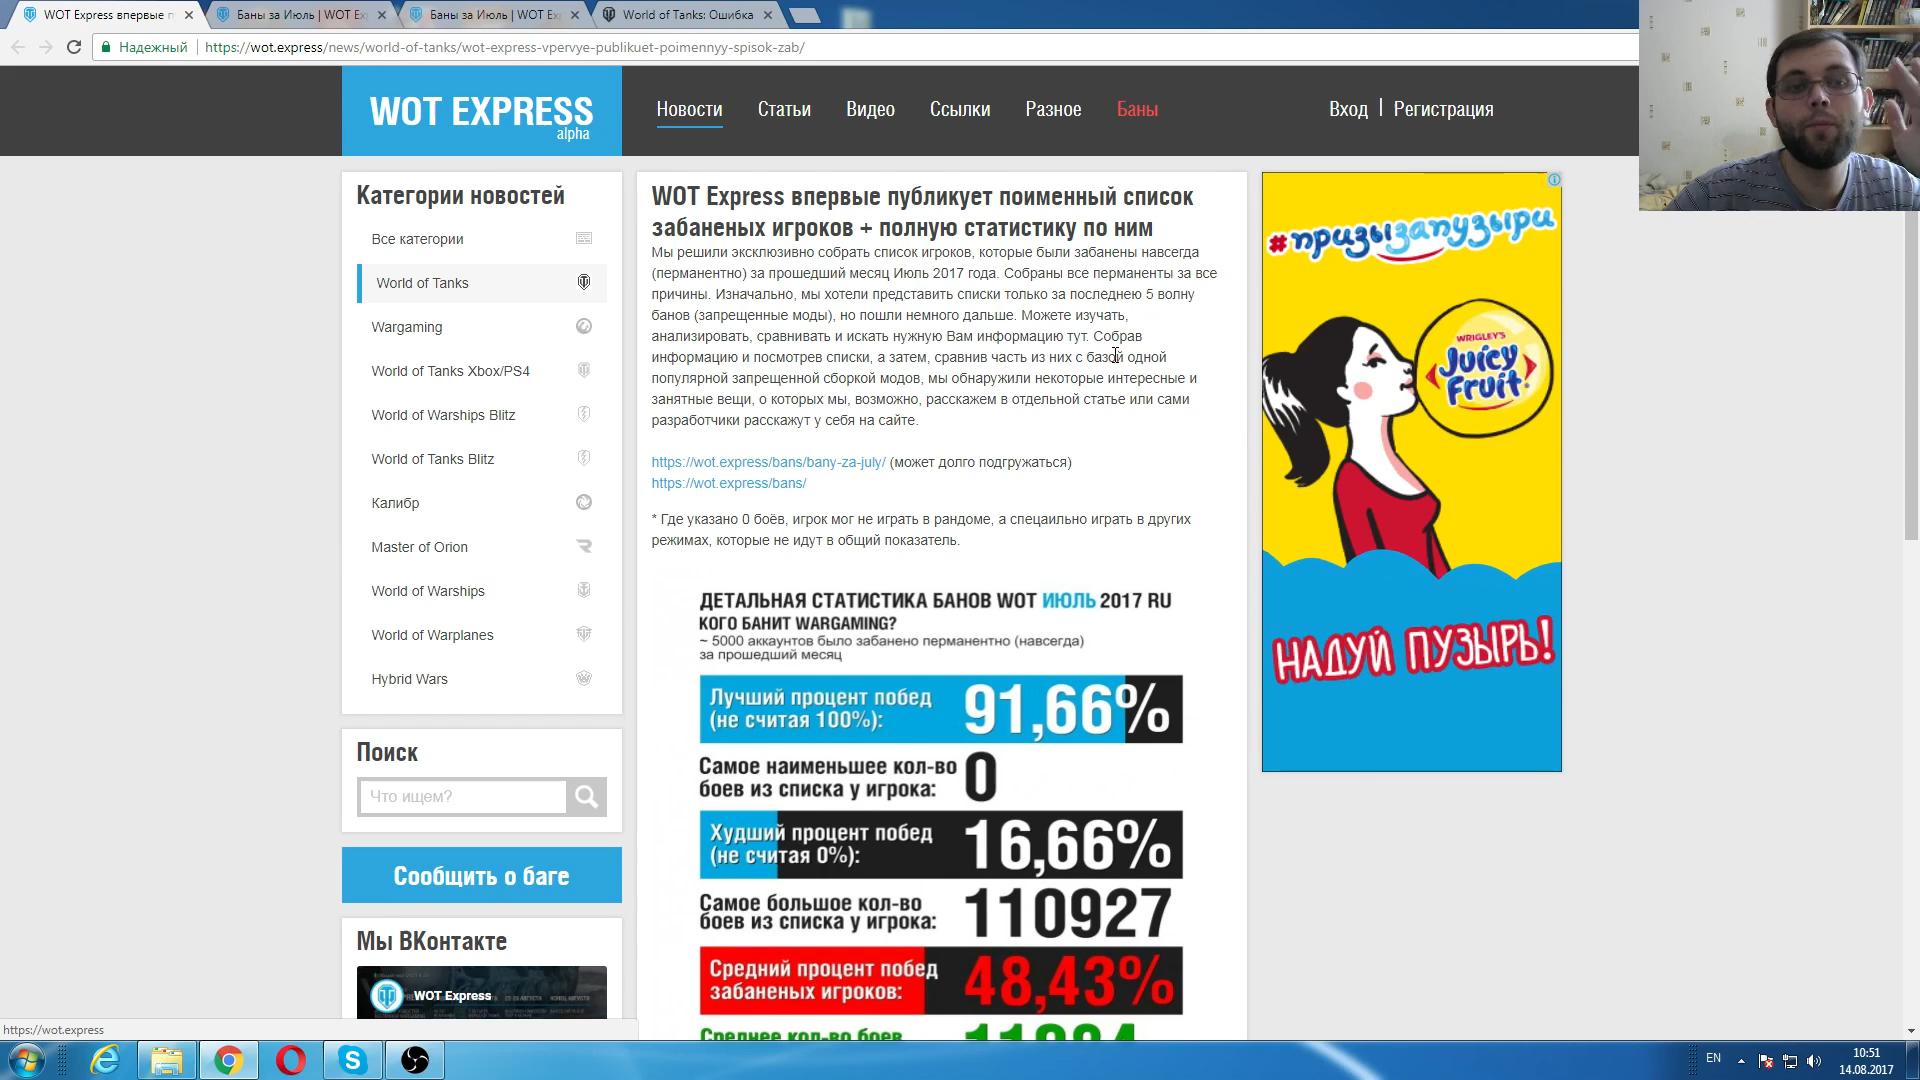 WOT Express впервые п
Баны за Июль | WOT Ex
Баны за Июль | WOT Ex
World of Tanks: Ошибка
Надежный
https://wot.express/news/world-of-tanks/wot-express-vpervye-publikuet-poimennyy-spisok-zab/
WOT EXPRESS
alpha
Новости
Статьи
Видео
Ссылки
Разное
Баны
Вход | Регистрация
Категории новостей
Все категории
World of Tanks
Wargaming
World of Tanks Xbox/PS4
World of Warships Blitz
World of Tanks Blitz
Калибр
Master of Orion
World of Warships
World of Warplanes
Hybrid Wars
Поиск
Что ищем?
Сообщить о баге
Мы ВКонтакте
WOT Express
WOT Express впервые публикует поименный список
забаненых игроков + полную статистику по ним
Мы решили эксклюзивно собрать список игроков, которые были забанены навсегда
(перманентно) за прошедший месяц Июль 2017 года. Собраны все перманенты за все
причины. Изначально, мы хотели представить списки только за последнею 5 волну
банов (запрещенные моды), но пошли немного дальше. Можете изучать,
анализировать, сравнивать и искать нужную Вам информацию тут. Собрав
информацию и посмотрев списки, а затем, сравнив часть из них с базой одной
популярной запрещенной сборкой модов, мы обнаружили некоторые интересные и
занятные вещи, о которых мы, возможно, расскажем в отдельной статье или сами
разработчики расскажут у себя на сайте.
https://wot.express/bans/bany-za-july/ (может долго подгружаться)
https://wot.express/bans/
* Где указано 0 боёв, игрок мог не играть в рандоме, а спецаильно играть в других
режимах, которые не идут в общий показатель.
ДЕТАЛЬНАЯ СТАТИСТИКА БАНОВ WOT ИЮЛЬ 2017 RU
КОГО БАНИТ WARGAMING?
~ 5000 аккаунтов было забанено перманентно (навсегда)
за прошедший месяц
Лучший процент побед
(не считая 100%):
91,66%
Самое наименьшее кол-во
боев из списка у игрока:
0
Худший процент побед
(не считая 0%):
16,66%
Самое большое кол-во
боев из списка у игрока:
110927
Средний процент побед
забаненых игроков:
48,43%
Среднее кол-во боев
#призызапузыри
WRIGLEY'S
Juicy
Fruit
НАДУЙ ПУЗЫРЬ!
https://wot.express
EN
10:51
14.08.2017